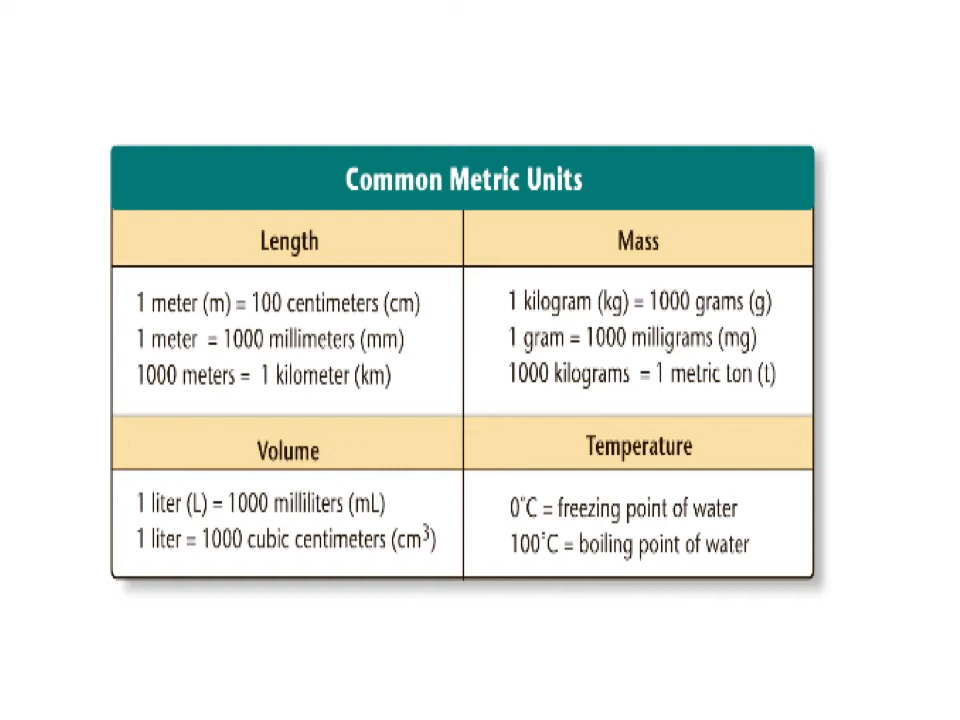 Common Metric Units
Length
1 meter (m) = 100 centimeters (cm)
1 meter = 1000 millimeters (mm)
1000 meters = 1 kilometer (km)
Mass
1 kilogram (kg) = 1000 grams (g)
1 gram = 1000 milligrams (mg)
1000 kilograms = 1 metric ton (t)
Volume
1 liter (L) = 1000 milliliters (mL)
1 liter = 1000 cubic centimeters (cm³)
Temperature
0°C = freezing point of water
100°C = boiling point of water